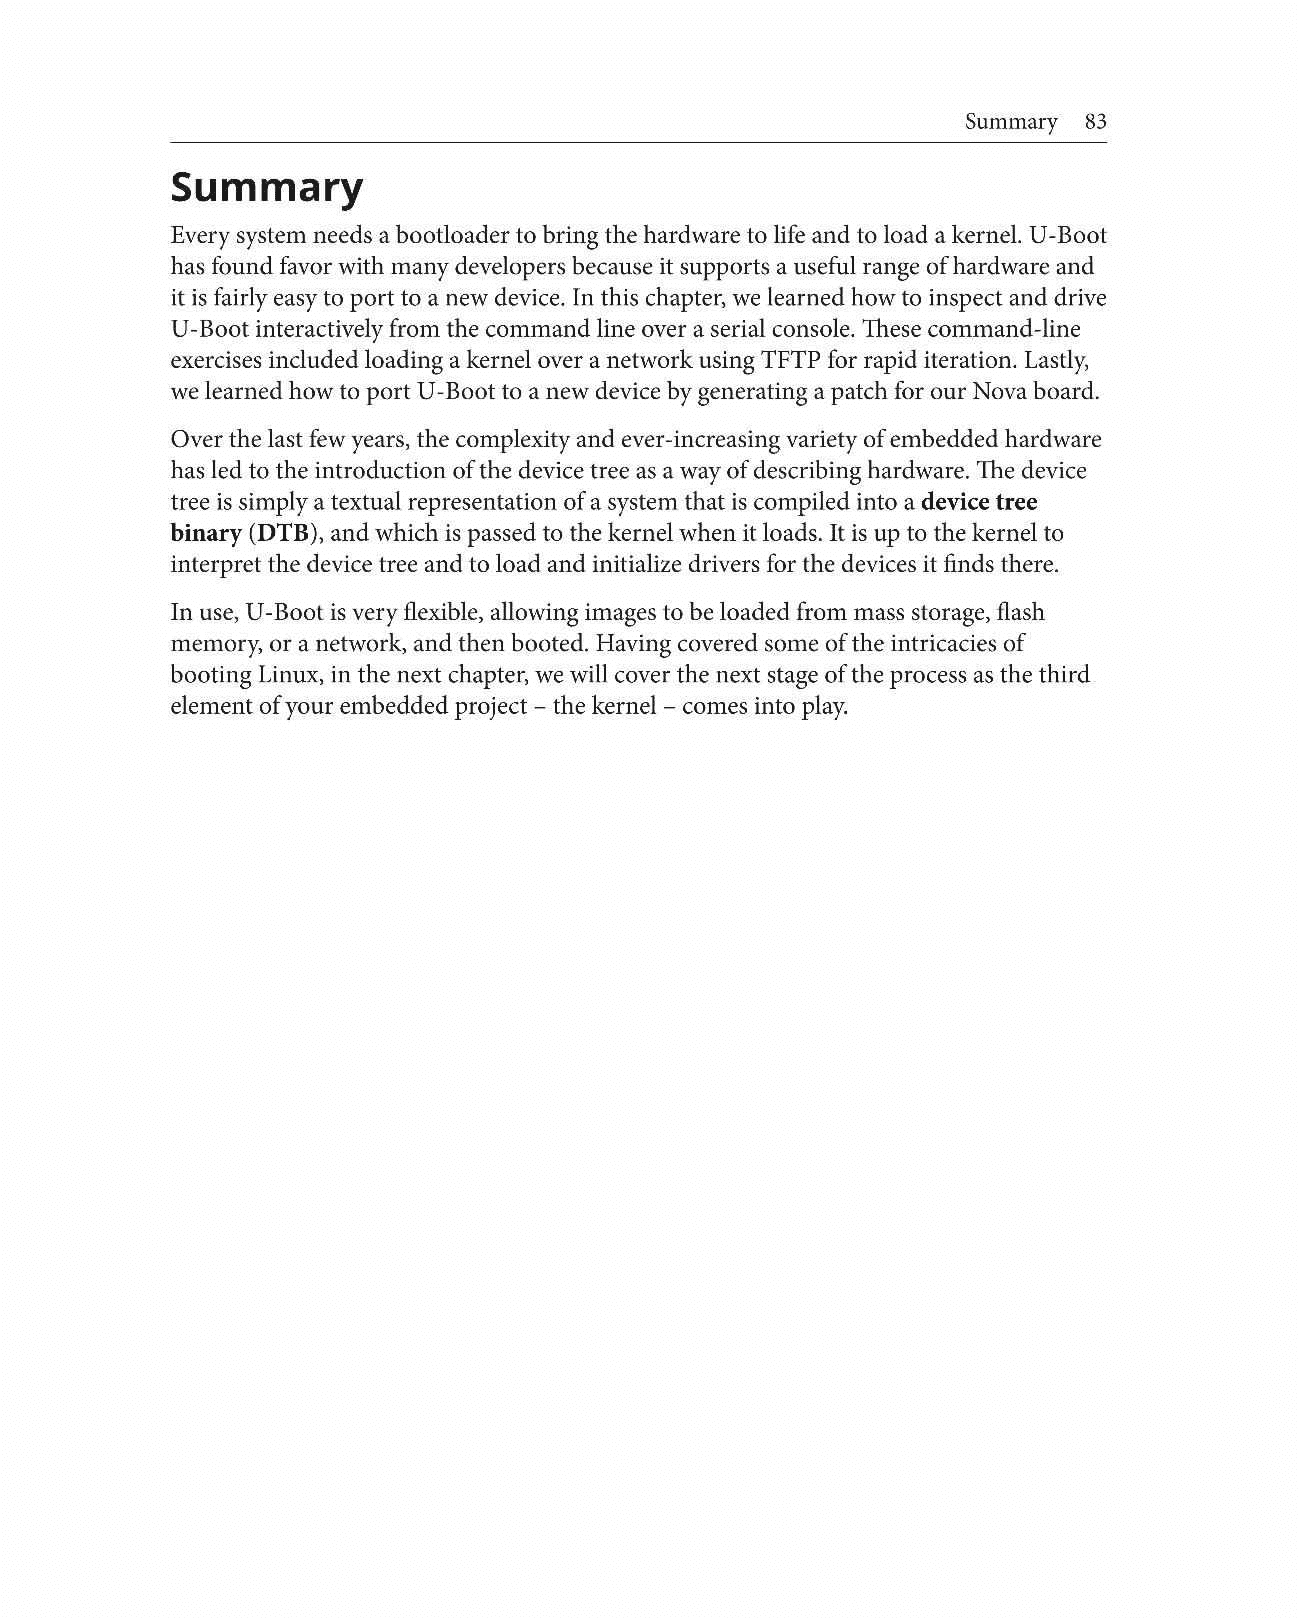 Summary 83
Summary
Every system needs a bootloader to bring the hardware to life and to load a kernel. U-Boot
has found favor with many developers because it supports a useful range of hardware and
it is fairly easy to port to a new device. In this chapter, we learned how to inspect and drive
U-Boot interactively from the command line over a serial console. These command-line
exercises included loading a kernel over a network using TFTP for rapid iteration. Lastly,
we learned how to port U-Boot to a new device by generating a patch for our Nova board.
Over the last few years, the complexity and ever-increasing variety of embedded hardware
has led to the introduction of the device tree as a way of describing hardware. The device
tree is simply a textual representation of a system that is compiled into a device tree
binary (DTB), and which is passed to the kernel when it loads. It is up to the kernel to
interpret the device tree and to load and initialize drivers for the devices it finds there.
In use, U-Boot is very flexible, allowing images to be loaded from mass storage, flash
memory, or a network, and then booted. Having covered some of the intricacies of
booting Linux, in the next chapter, we will cover the next stage of the process as the third
element of your embedded project – the kernel – comes into play.